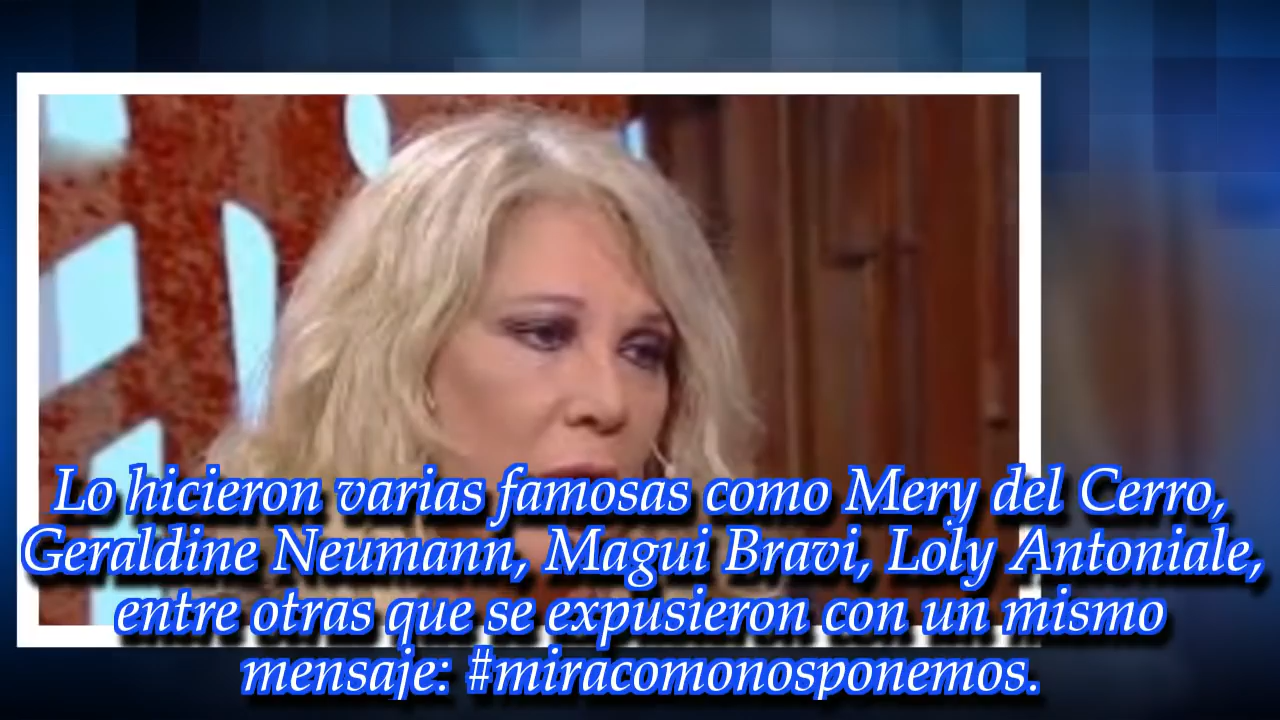 Lo hicieron varias famosas como Mery del Cerro,
Geraldine Neumann, Magui Bravi, Loly Antoniale,
entre otras que se expusieron con un mismo
mensaje: #miracomonosponemos.